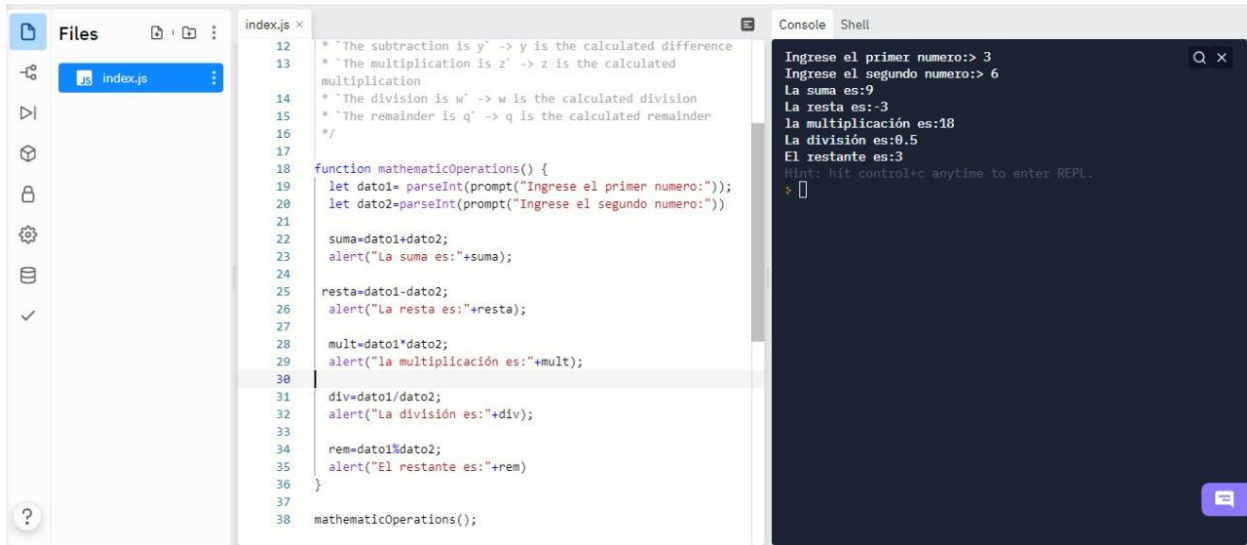 Files
JS index.js
index.js ×
12 * `The subtraction is y` -> y is the calculated difference
13 * `The multiplication is z` -> z is the calculated
multiplication
14 * `The division is w` -> w is the calculated division
15 * `The remainder is q` -> q is the calculated remainder
16 */
17
18 function mathematicOperations() {
19 let dato1= parseInt(prompt("Ingrese el primer numero:"));
20 let dato2=parseInt(prompt("Ingrese el segundo numero:"))
21
22 suma=dato1+dato2;
23 alert("La suma es:"+suma);
24
25 resta=dato1-dato2;
26 alert("La resta es:"+resta);
27
28 mult=dato1*dato2;
29 alert("la multiplicación es:"+mult);
30
31 div=dato1/dato2;
32 alert("La división es:"+div);
33
34 rem=dato1%dato2;
35 alert("El restante es:"+rem)
36 }
37
38 mathematicOperations();
?
Console Shell
Ingrese el primer numero:> 3
Ingrese el segundo numero:> 6
La suma es:9
La resta es:-3
la multiplicación es:18
La división es:0.5
El restante es:3
Hint: hit control+c anytime to enter REPL.